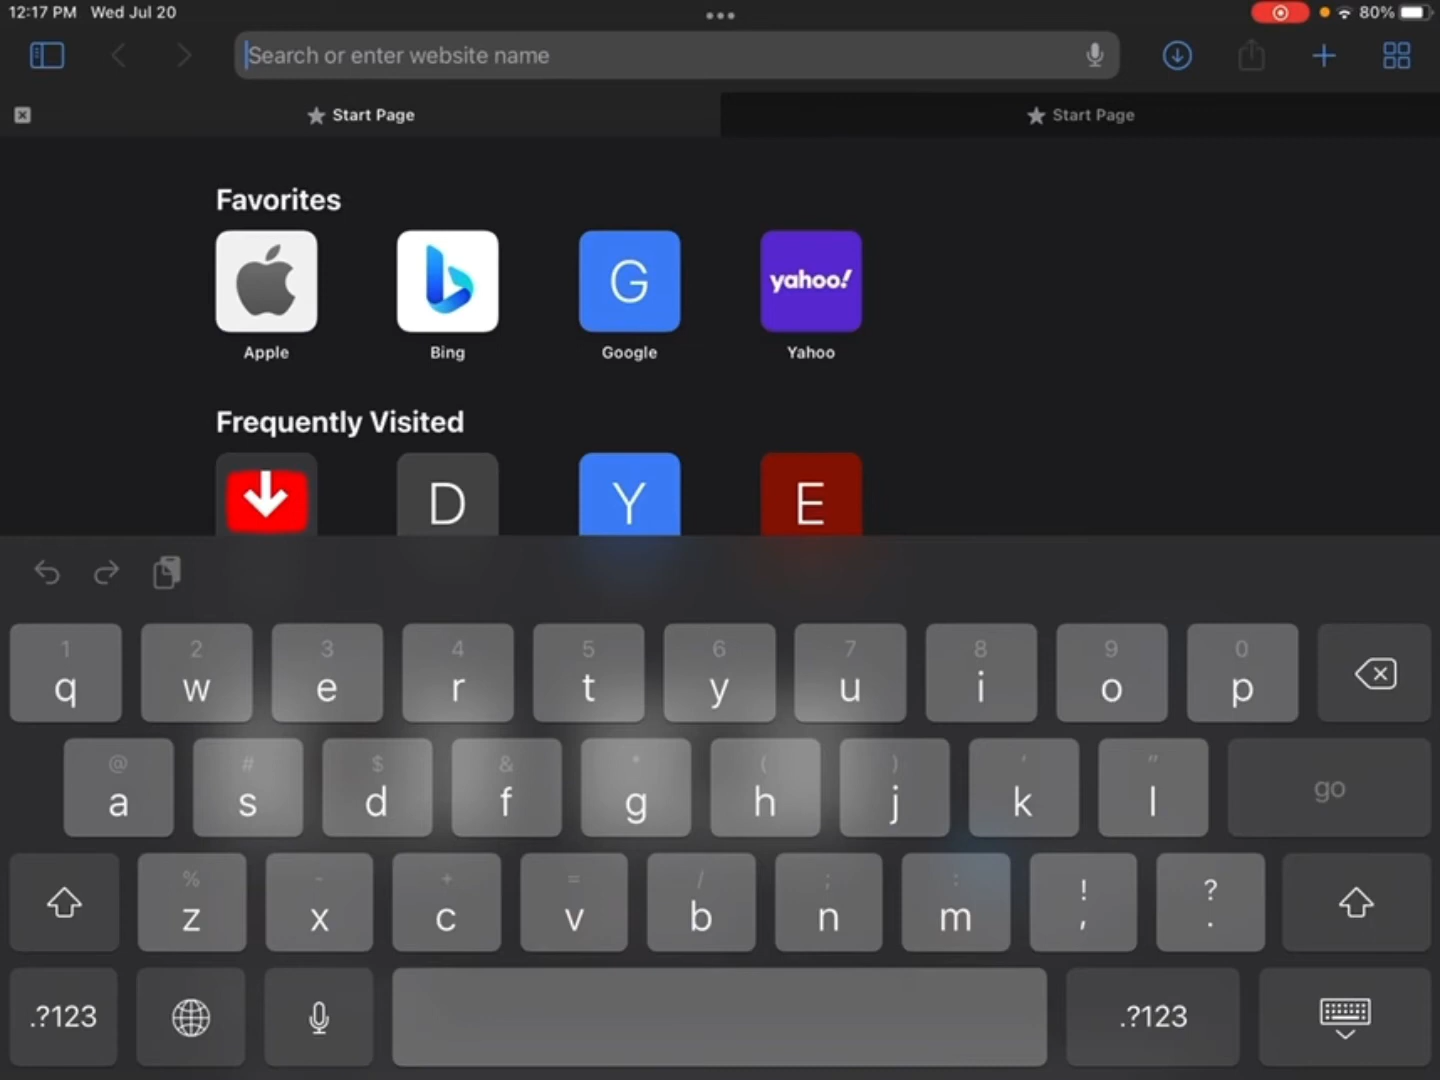 12:17 PM Wed Jul 20
80%
Search or enter website name
Start Page
Start Page
Favorites
yahoo!
Apple
Bing
G
Google
Yahoo
Frequently Visited
D
Y
E
1 2 3 4 5 6 7 8 9 0
q w e r t y u i o p
@ # $ & * ( ) ' "
a s d f g h j k l go
% - + = / ; : ! ?
z x c v b n m , .
.?123 .?123